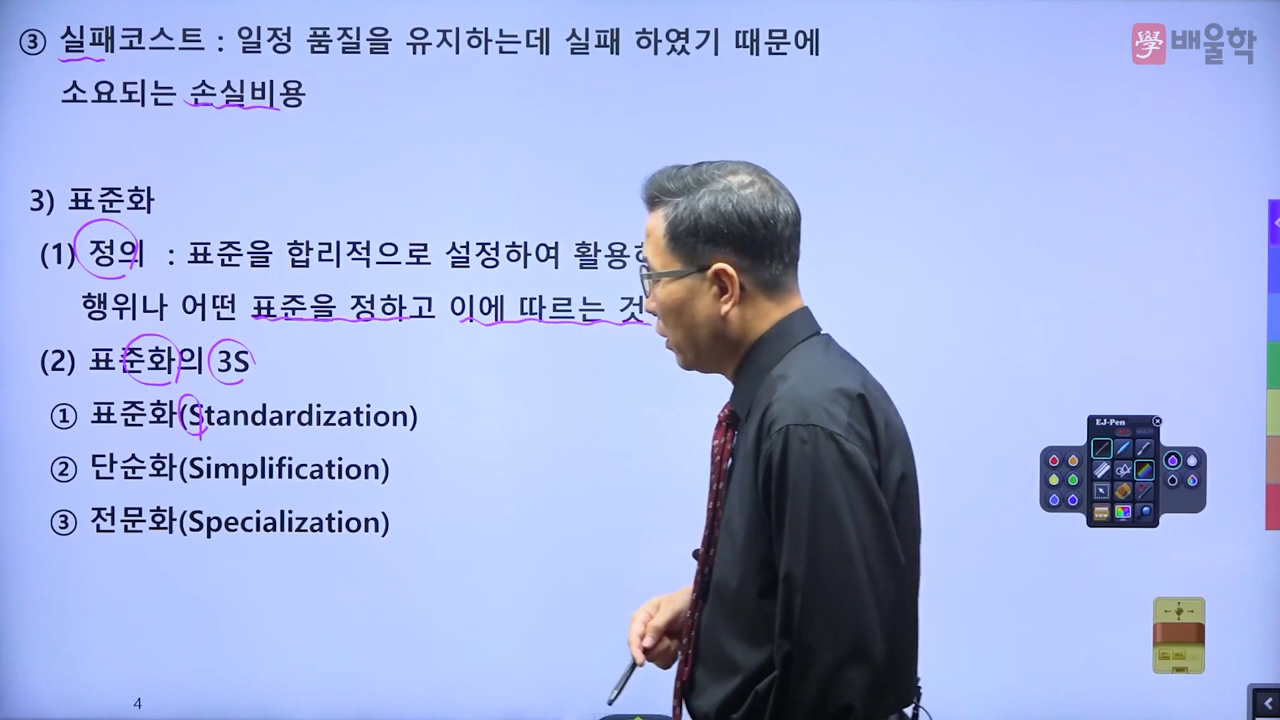 ③ 실패코스트 : 일정 품질을 유지하는데 실패 하였기 때문에
소요되는 손실비용
學 배울학
3) 표준화
(1) 정의 : 표준을 합리적으로 설정하여
행위나 어떤 표준을 정하고 이에 따르는 것
(2) 표준화의 3S
① 표준화(Standardization)
② 단순화(Simplification)
③ 전문화(Specialization)
EJ-Pen
4